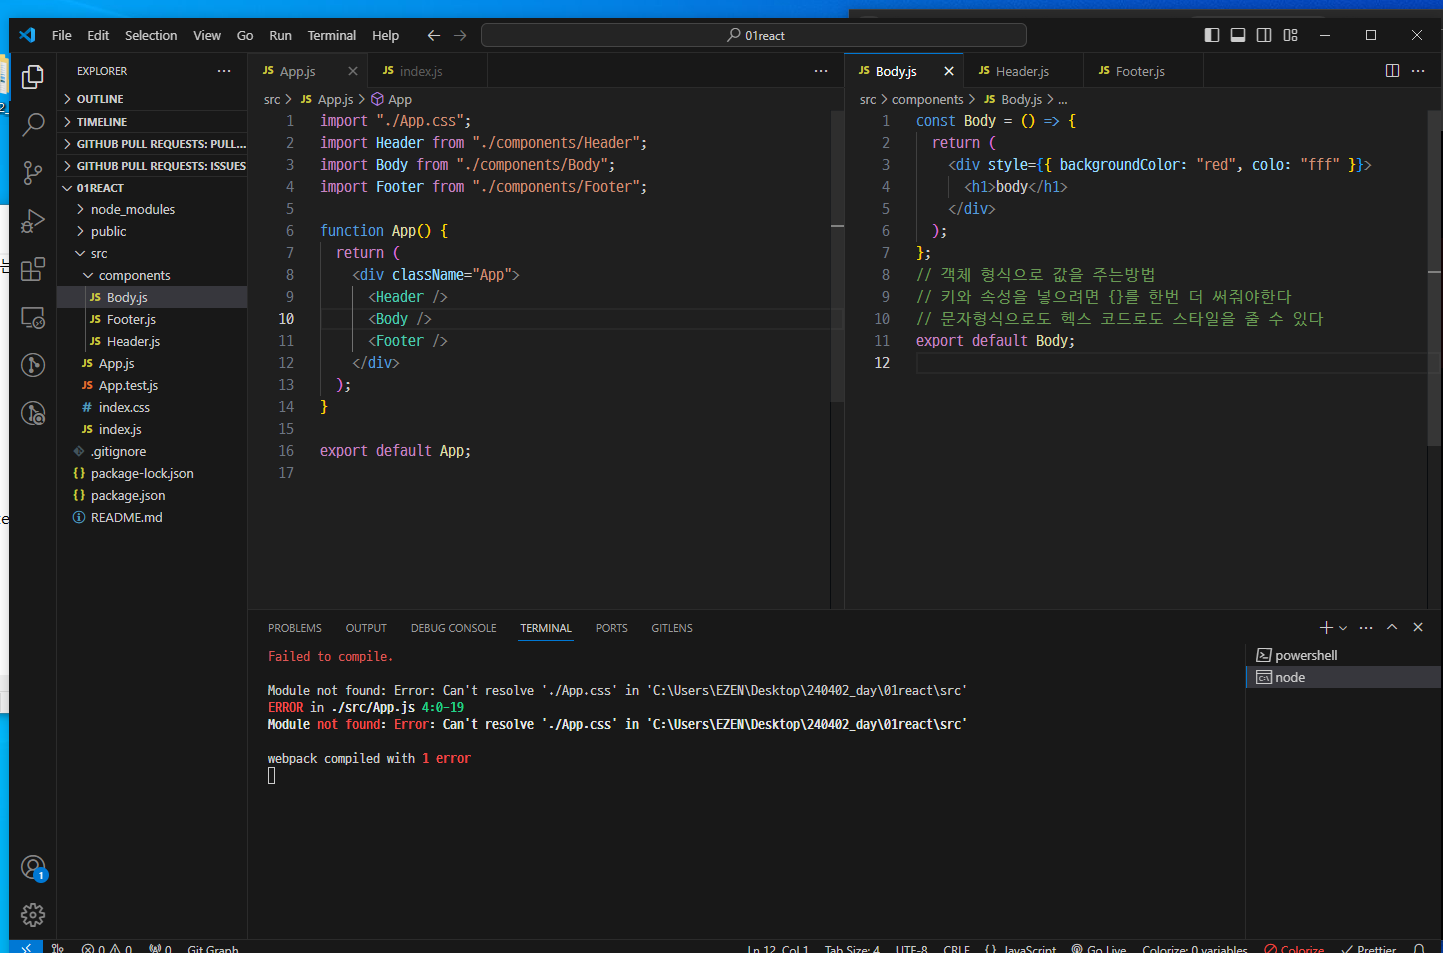 File Edit Selection View Go Run Terminal Help
01react
EXPLORER
OUTLINE
TIMELINE
GITHUB PULL REQUESTS: PULL...
GITHUB PULL REQUESTS: ISSUES
01REACT
node_modules
public
src
components
JS Body.js
JS Footer.js
JS Header.js
JS App.js
JS App.test.js
# index.css
JS index.js
.gitignore
{} package-lock.json
{} package.json
README.md
JS App.js
JS index.js
src > JS App.js > App
1 import "./App.css";
2 import Header from "./components/Header";
3 import Body from "./components/Body";
4 import Footer from "./components/Footer";
5
6 function App() {
7 return (
8 <div className="App">
9 <Header />
10 <Body />
11 <Footer />
12 </div>
13 );
14 }
15
16 export default App;
17
JS Body.js
JS Header.js
JS Footer.js
src > components > JS Body.js > ...
1 const Body = () => {
2 return (
3 <div style={{ backgroundColor: "red", colo: "fff" }}>
4 <h1>body</h1>
5 </div>
6 );
7 };
8 // 객체 형식으로 값을 주는방법
9 // 키와 속성을 넣으려면 {}를 한번 더 써줘야한다
10 // 문자형식으로도 헥스 코드로도 스타일을 줄 수 있다
11 export default Body;
12
PROBLEMS OUTPUT DEBUG CONSOLE TERMINAL PORTS GITLENS
Failed to compile.
Module not found: Error: Can't resolve './App.css' in 'C:\Users\EZEN\Desktop\240402_day\01react\src'
ERROR in ./src/App.js 4:0-19
Module not found: Error: Can't resolve './App.css' in 'C:\Users\EZEN\Desktop\240402_day\01react\src'
webpack compiled with 1 error
powershell
node
1
0 0 0 Git Graph
Ln 12, Col 1 Tab Size: 4 UTF-8 CRLF {} JavaScript Go Live Colorize: 0 variables Colorize Prettier